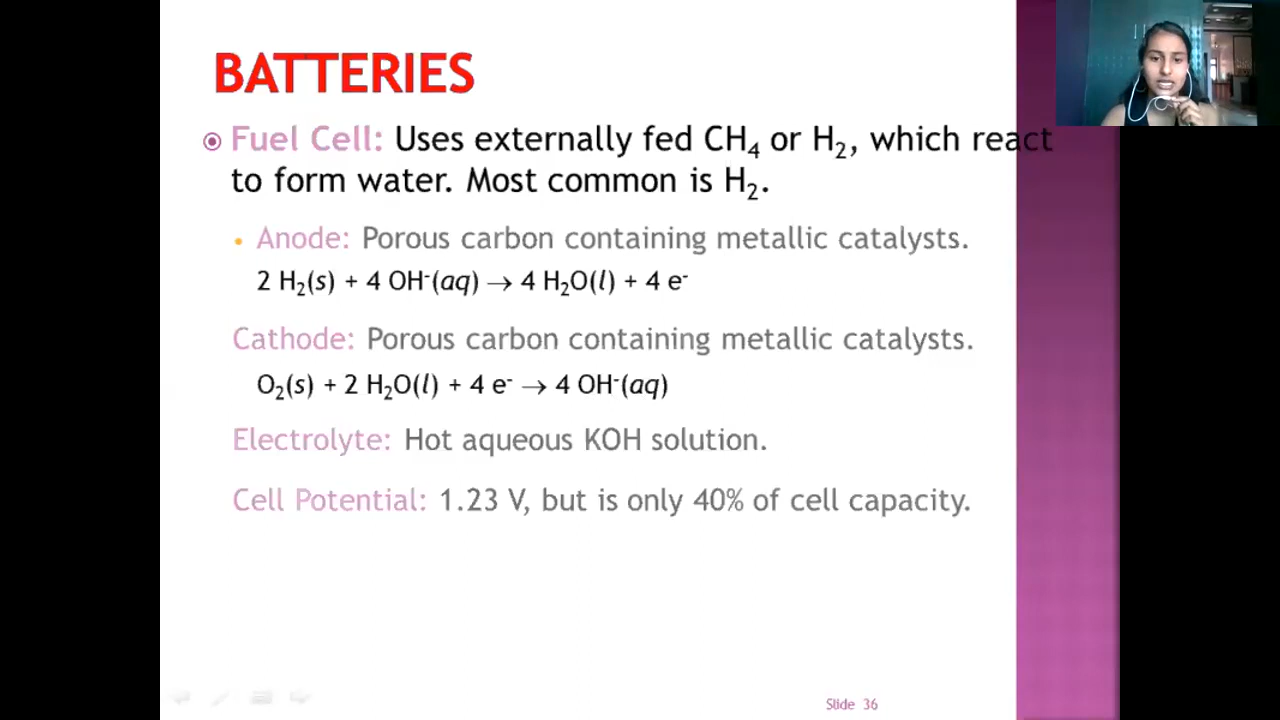 BATTERIES
Fuel Cell: Uses externally fed CH₄ or H₂, which react
to form water. Most common is H₂.
• Anode: Porous carbon containing metallic catalysts.
2 H₂(s) + 4 OH⁻(aq) → 4 H₂O(l) + 4 e⁻
Cathode: Porous carbon containing metallic catalysts.
O₂(s) + 2 H₂O(l) + 4 e⁻ → 4 OH⁻(aq)
Electrolyte: Hot aqueous KOH solution.
Cell Potential: 1.23 V, but is only 40% of cell capacity.
Slide 36